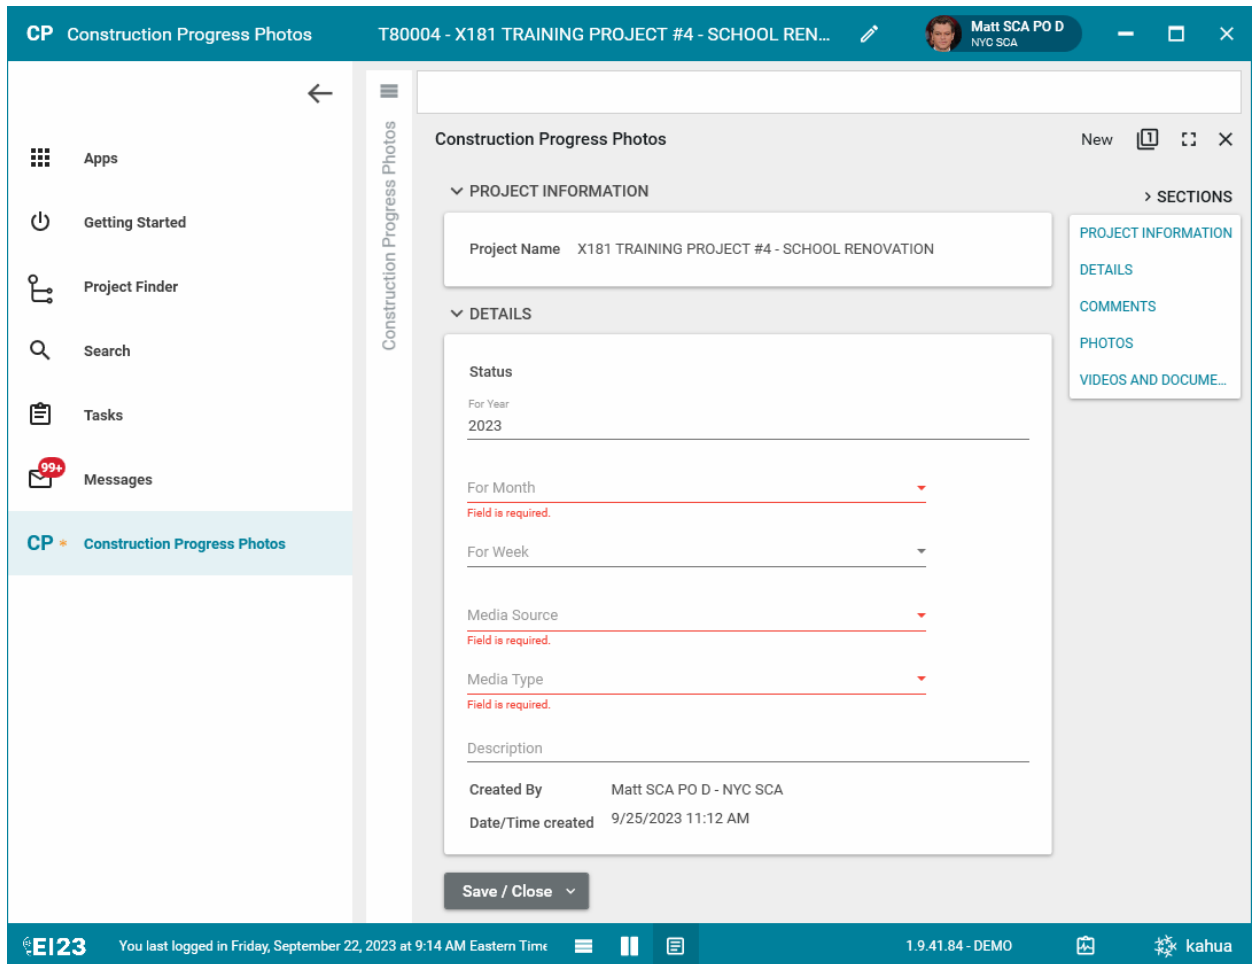 CP Construction Progress Photos
T80004 - X181 TRAINING PROJECT #4 - SCHOOL REN...
Matt SCA PO D
NYC SCA
Apps
Getting Started
Project Finder
Search
Tasks
99+
Messages
CP * Construction Progress Photos
Construction Progress Photos
Construction Progress Photos
New
1
PROJECT INFORMATION
Project Name X181 TRAINING PROJECT #4 - SCHOOL RENOVATION
DETAILS
Status
For Year
2023
For Month
Field is required.
For Week
Media Source
Field is required.
Media Type
Field is required.
Description
Created By Matt SCA PO D - NYC SCA
Date/Time created 9/25/2023 11:12 AM
Save / Close
SECTIONS
PROJECT INFORMATION
DETAILS
COMMENTS
PHOTOS
VIDEOS AND DOCUME...
EI23
You last logged in Friday, September 22, 2023 at 9:14 AM Eastern Time
1.9.41.84 - DEMO
kahua